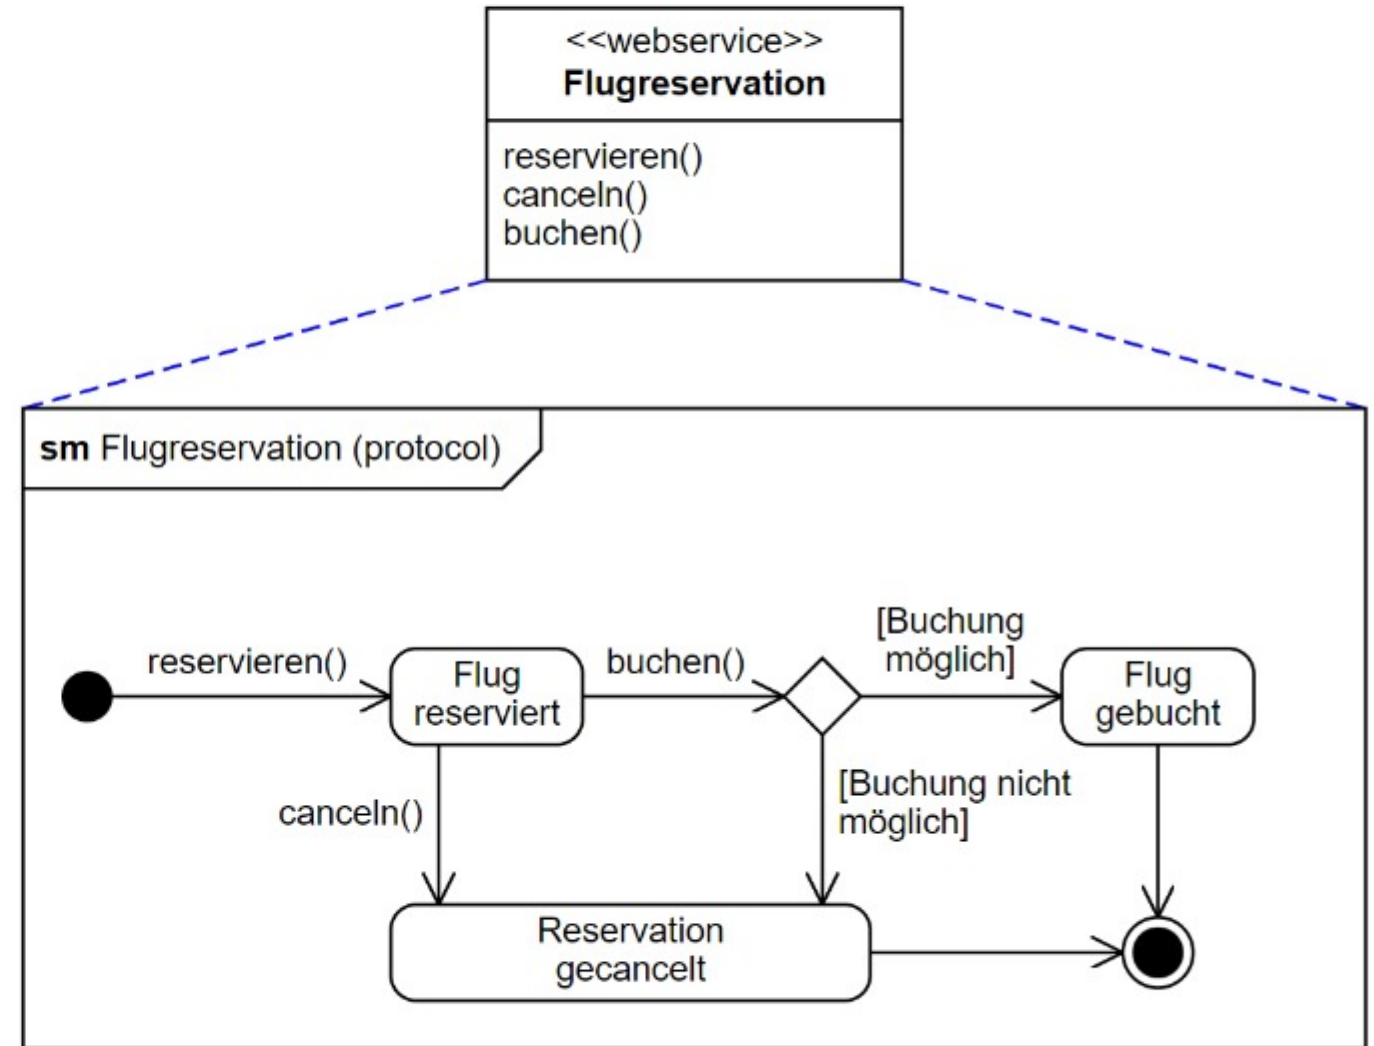 <<webservice>>
Flugreservation
reservieren()
canceln()
buchen()
sm Flugreservation (protocol)
reservieren()
Flug
reserviert
buchen()
[Buchung
möglich]
Flug
gebucht
canceln()
[Buchung nicht
möglich]
Reservation
gecancelt